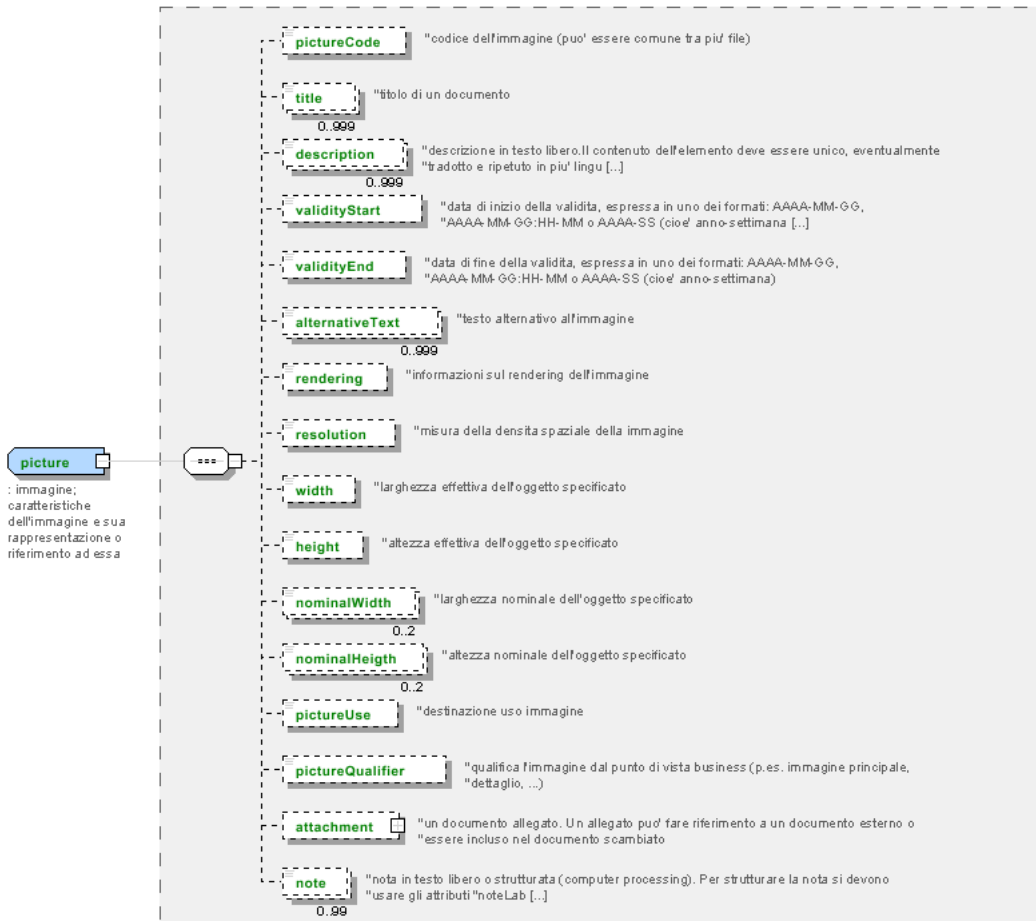 pictureCode
"codice dell'immagine (puo' essere comune tra piu' file)
title
"titolo di un documento
0..999
description
"descrizione in testo libero.Il contenuto dell'elemento deve essere unico, eventualmente
"tradotto e ripetuto in piu' lingu [...]
0..999
validityStart
"data di inizio della validita, espressa in uno dei formati: AAAA-MM-GG,
"AAAA-MM-GG:HH-MM o AAAA-SS (cioe' anno-settimana [...]
validityEnd
"data di fine della validita, espressa in uno dei formati: AAAA-MM-GG,
"AAAA-MM-GG:HH-MM o AAAA-SS (cioe' anno-settimana)
alternativeText
"testo alternativo all'immagine
0..999
rendering
"informazioni sul rendering dell'immagine
resolution
"misura della densita spaziale della immagine
picture
: immagine;
caratteristiche
dell'immagine e sua
rappresentazione o
riferimento ad essa
width
"larghezza effettiva dell'oggetto specificato
height
"altezza effettiva dell'oggetto specificato
nominalWidth
"larghezza nominale dell'oggetto specificato
0..2
nominalHeigth
"altezza nominale dell'oggetto specificato
0..2
pictureUse
"destinazione uso immagine
pictureQualifier
"qualifica l'immagine dal punto di vista business (p.es. immagine principale,
"dettaglio, ...)
attachment
"un documento allegato. Un allegato puo' fare riferimento a un documento esterno o
"essere incluso nel documento scambiato
note
"nota in testo libero o strutturata (computer processing). Per strutturare la nota si devono
"usare gli attributi "noteLab [...]
0..99